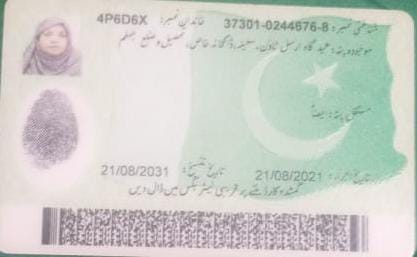 شناختی نمبر: 37301-0244676-8 خاندان نمبر: 4P6D6X
موجودہ پتہ: عید گاہ ٹاؤن، ڈاکخانہ خاص، تحصیل و ضلع جہلم
مستقل پتہ: ایضاً
تاریخ اجراء: 21/08/2021 تاریخ تنسیخ: 21/08/2031
گمشدہ کارڈ ملنے پر قریبی لیٹر بکس میں ڈال دیں